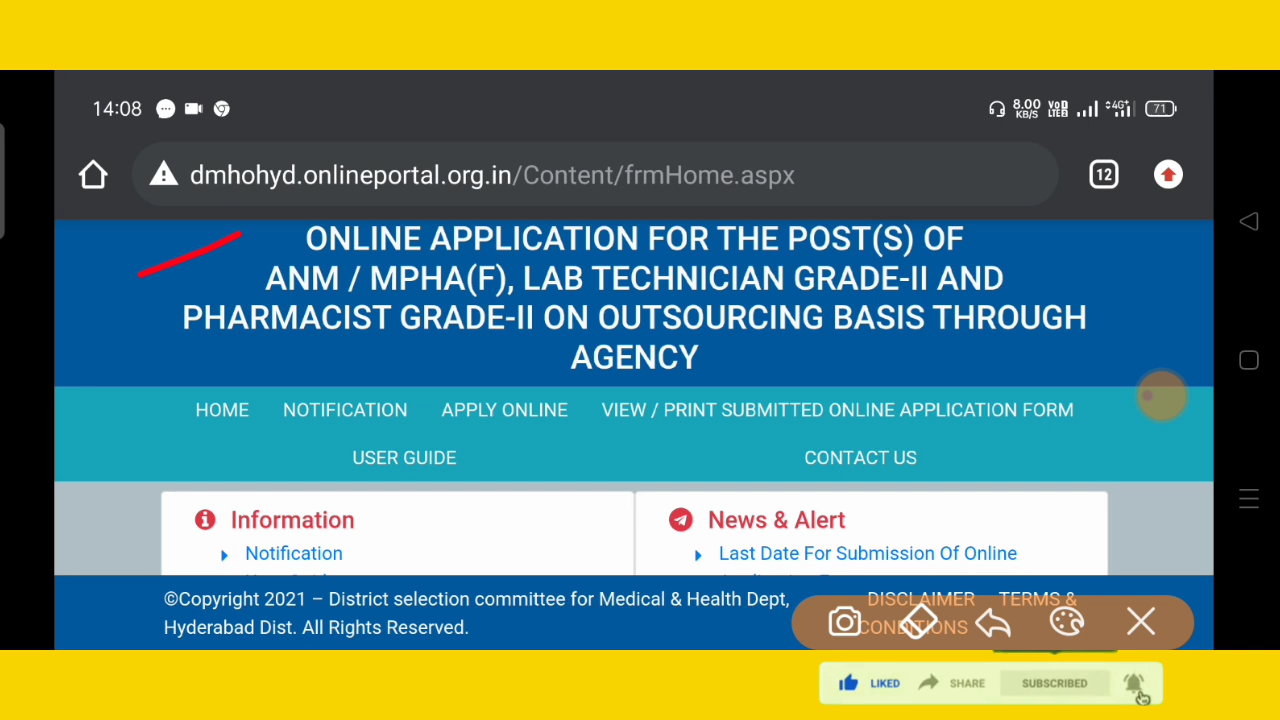 14:08
8.00 KB/S
VoD LTE2
4G+
71
dmhohyd.onlineportal.org.in/Content/frmHome.aspx
12
ONLINE APPLICATION FOR THE POST(S) OF
ANM / MPHA(F), LAB TECHNICIAN GRADE-II AND
PHARMACIST GRADE-II ON OUTSOURCING BASIS THROUGH
AGENCY
HOME NOTIFICATION APPLY ONLINE VIEW / PRINT SUBMITTED ONLINE APPLICATION FORM
USER GUIDE CONTACT US
Information
Notification
News & Alert
Last Date For Submission Of Online
©Copyright 2021 – District selection committee for Medical & Health Dept,
Hyderabad Dist. All Rights Reserved.
DISCLAIMER TERMS &
CONDITIONS
LIKED SHARE SUBSCRIBED